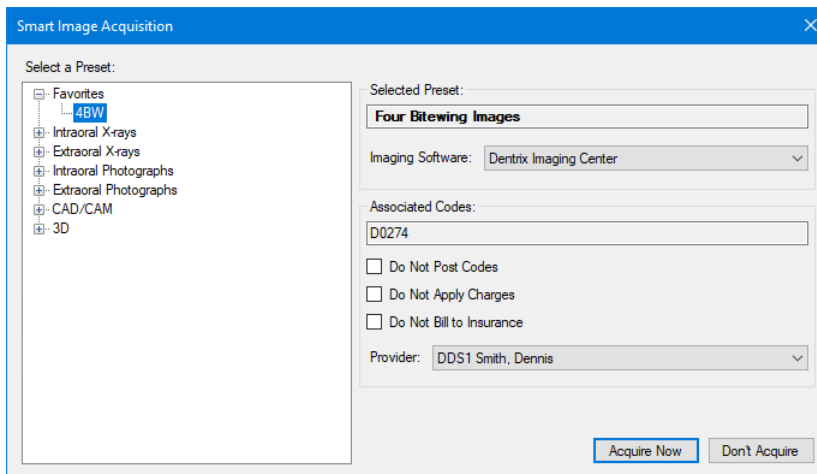 Smart Image Acquisition
Select a Preset:
Favorites
4BW
Intraoral X-rays
Extraoral X-rays
Intraoral Photographs
Extraoral Photographs
CAD/CAM
3D
Selected Preset:
Four Bitewing Images
Imaging Software: Dentrix Imaging Center
Associated Codes:
D0274
Do Not Post Codes
Do Not Apply Charges
Do Not Bill to Insurance
Provider: DDS1 Smith, Dennis
Acquire Now Don't Acquire